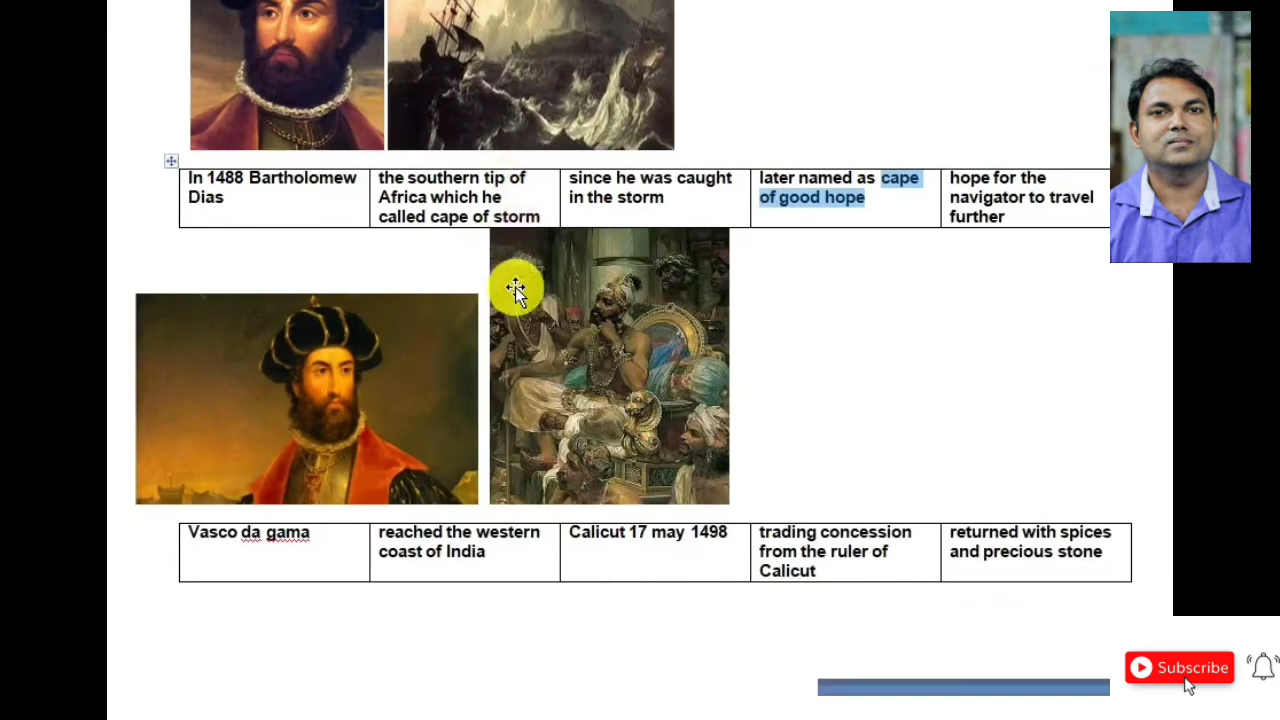 In 1488 Bartholomew
Dias
the southern tip of
Africa which he
called cape of storm
since he was caught
in the storm
later named as cape
of good hope
hope for the
navigator to travel
further
Vasco da gama
reached the western
coast of India
Calicut 17 may 1498
trading concession
from the ruler of
Calicut
returned with spices
and precious stone
Subscribe